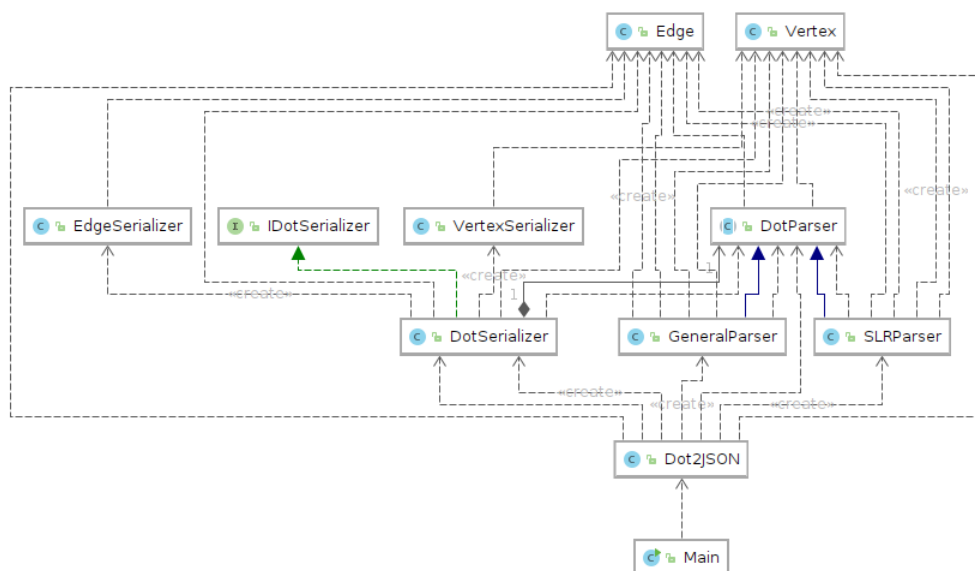 Edge
Vertex
«create»
«create»
«create»
«create»
EdgeSerializer
IDotSerializer
VertexSerializer
DotParser
1
«create»
«create»
1
DotSerializer
GeneralParser
SLRParser
«create»
«create»
«create»
Dot2JSON
Main